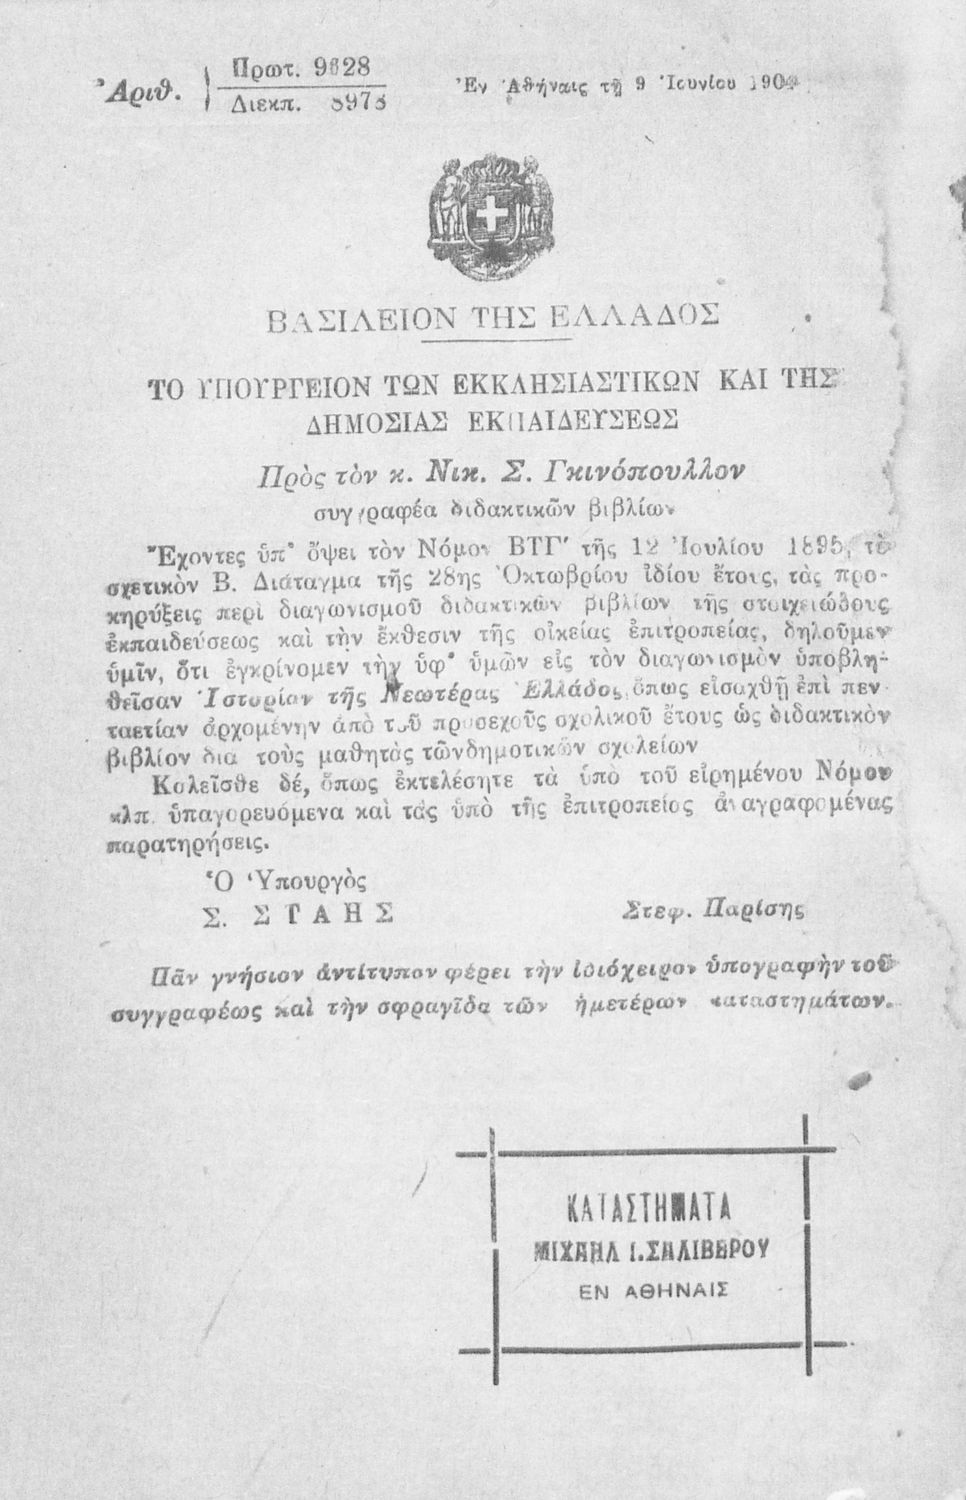 Ἀριθ. Πρωτ. 9628 Ἐν Ἀθήναις τῇ 9 Ἰουνίου
Διεκπ.
ΒΑΣΙΛΕΙΟΝ ΤΗΣ ΕΛΛΑΔΟΣ
ΤΟ ΥΠΟΥΡΓΕΙΟΝ ΤΩΝ ΕΚΚΛΗΣΙΑΣΤΙΚΩΝ ΚΑΙ ΤΗΣ
ΔΗΜΟΣΙΑΣ ΕΚΠΑΙΔΕΥΣΕΩΣ
Πρὸς τὸν κ. Νικ. Σ. Γκινόπουλλον
συγγραφέα διδακτικῶν βιβλίων
Ἔχοντες ὑπ' ὄψει τὸν Νόμον ΒΤΓ′ τῆς 12 Ἰουλίου 1895, τὸ
σχετικὸν Β. Διάταγμα τῆς 28ης Ὀκτωβρίου ἰδίου ἔτους, τὰς προ-
κηρύξεις περὶ διαγωνισμοῦ διδακτικῶν βιβλίων τῆς στοιχειώδους
ἐκπαιδεύσεως καὶ τὴν ἔκθεσιν τῆς οἰκείας ἐπιτροπείας, δηλοῦμεν
ὑμῖν, ὅτι ἐγκρίνομεν τὴν ὑφ' ὑμῶν εἰς τὸν διαγωνισμὸν ὑποβλη-
θεῖσαν Ἱστορίαν τῆς Νεωτέρας Ἑλλάδος, ὅπως εἰσαχθῇ ἐπὶ πεν
ταετίαν ἀρχομένην ἀπὸ τοῦ προσεχοῦς σχολικοῦ ἔτους ὡς διδακτικὸν
βιβλίον διὰ τοὺς μαθητὰς τῶνδημοτικῶν σχολείων
Καλεῖσθε δέ, ὅπως ἐκτελέσητε τὰ ὑπὸ τοῦ εἰρημένου Νόμου
κλπ. ὑπαγορευόμενα καὶ τὰς ὑπὸ τῆς ἐπιτροπείας ἀναγραφομένας
παρατηρήσεις.
Ὁ Ὑπουργὸς
Σ. ΣΤΑΗΣ Στεφ. Παρίσης
Πᾶν γνήσιον ἀντίτυπον φέρει τὴν ἰδιόχειρον ὑπογραφὴν τοῦ
συγγραφέως καὶ τὴν σφραγῖδα τῶν ἡμετέρων καταστημάτων.
ΚΑΤΑΣΤΗΜΑΤΑ
ΜΙΧΑΗΛ Ι. ΣΑΛΙΒΕΡΟΥ
ΕΝ ΑΘΗΝΑΙΣ